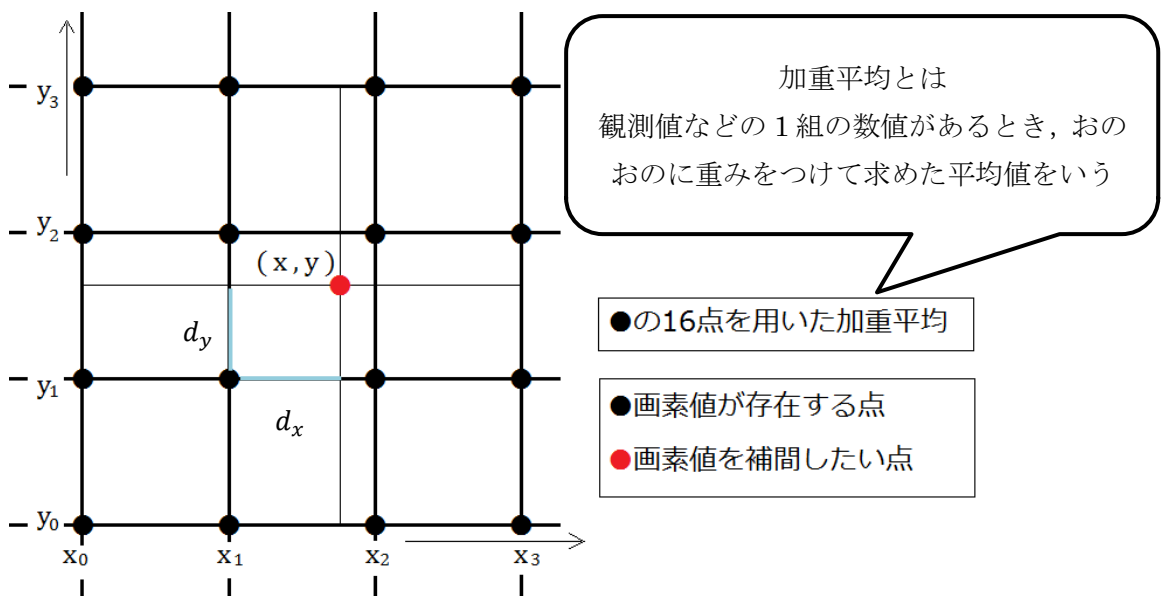 加重平均とは
観測値などの1組の数値があるとき,おの
おのに重みをつけて求めた平均値をいう
y₃
y₂
(x,y)
●の16点を用いた加重平均
d_y
y₁
●画素値が存在する点
d_x
●画素値を補間したい点
y₀
x₀ x₁ x₂ x₃